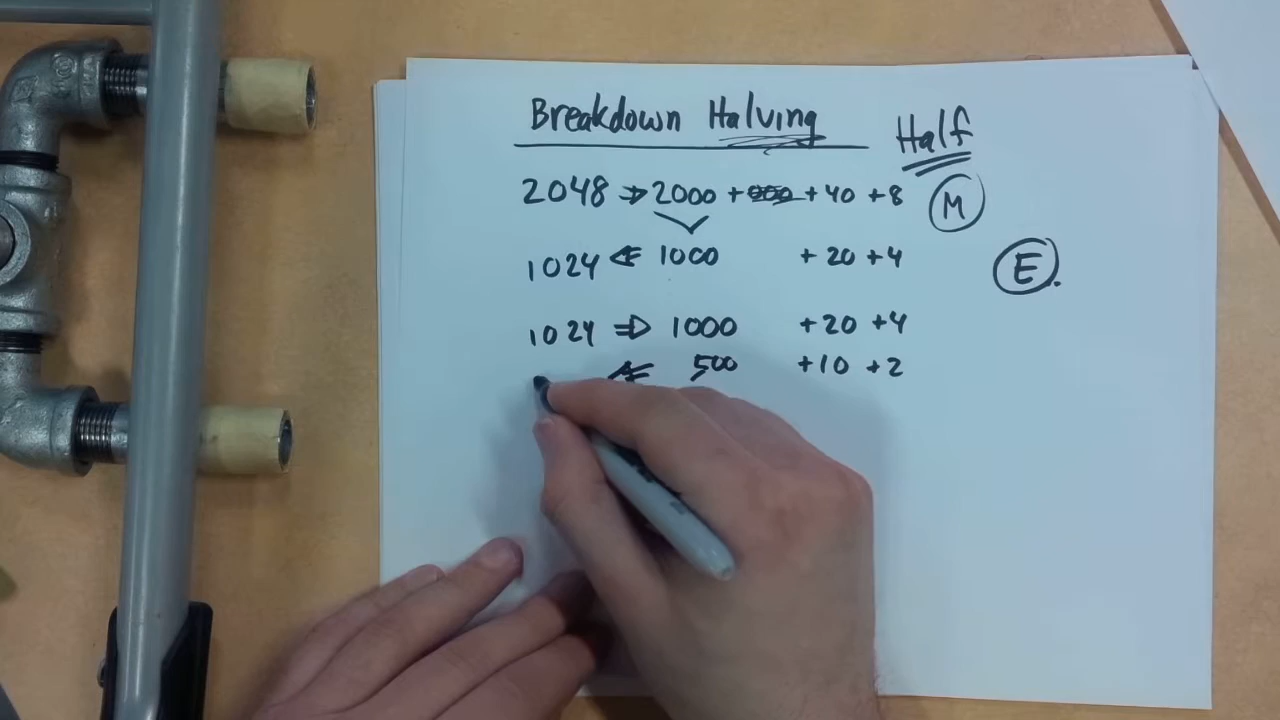 Breakdown Halving Half
2048 ⇒ 2000 + + 40 + 8 M
1024 ⇐ 1000 + 20 + 4 E.
1024 ⇒ 1000 + 20 + 4
⇐ 500 + 10 + 2